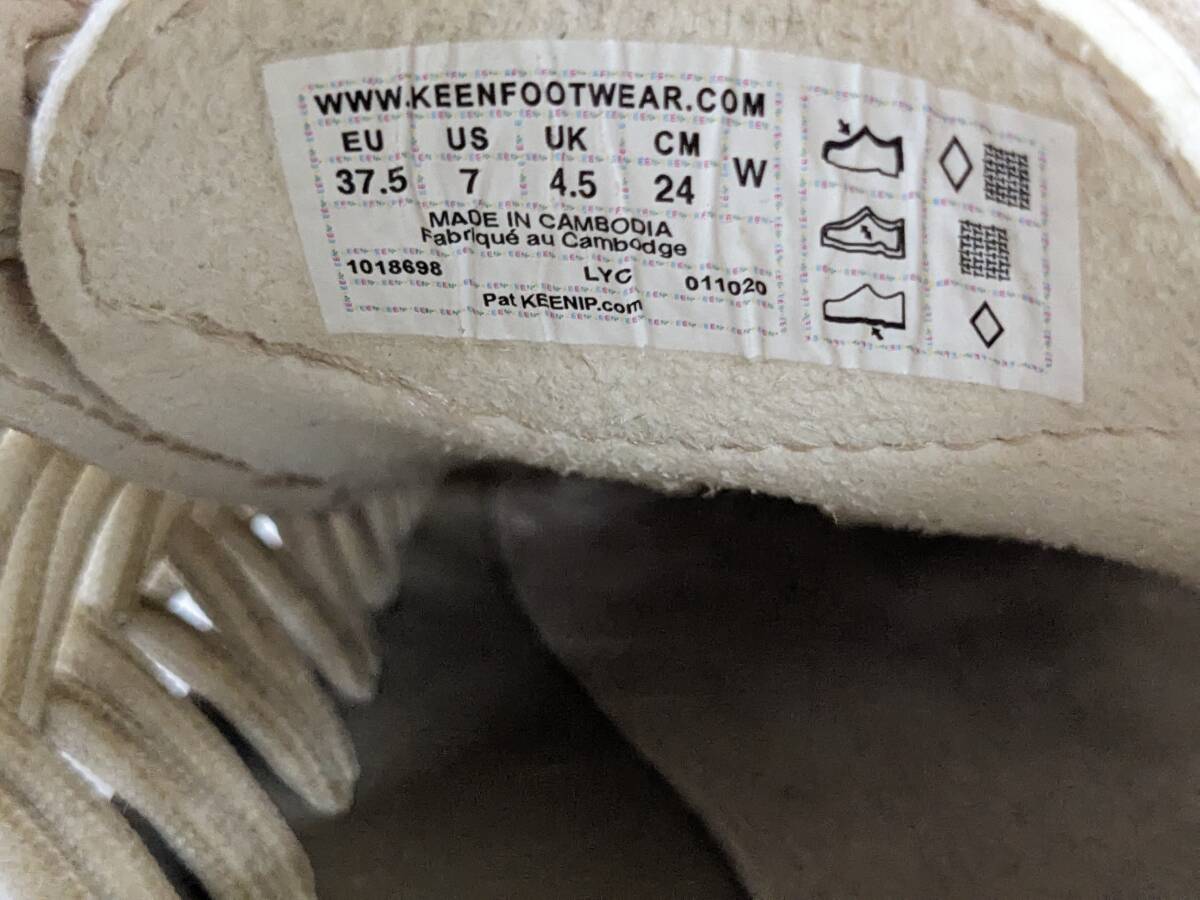 WWW.KEENFOOTWEAR.COM
EU US UK CM W
37.5 7 4.5 24
MADE IN CAMBODIA
Fabriqué au Cambodge
1018698 LYC 011020
Pat KEENIP.com